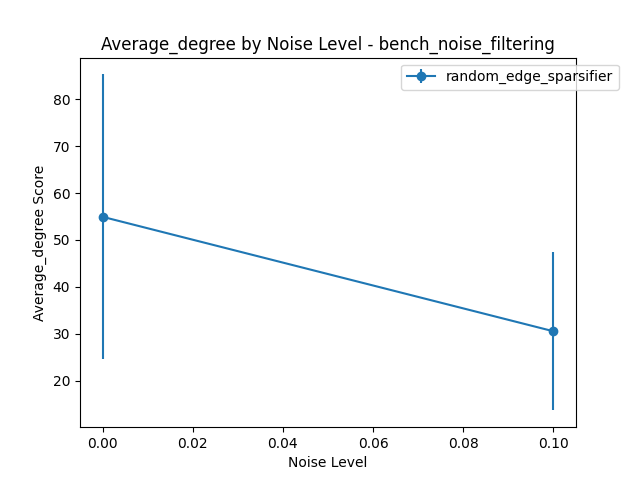 Average_degree by Noise Level - bench_noise_filtering
random_edge_sparsifier
80
70
60
50
40
30
20
Average_degree Score
0.00 0.02 0.04 0.06 0.08 0.10
Noise Level